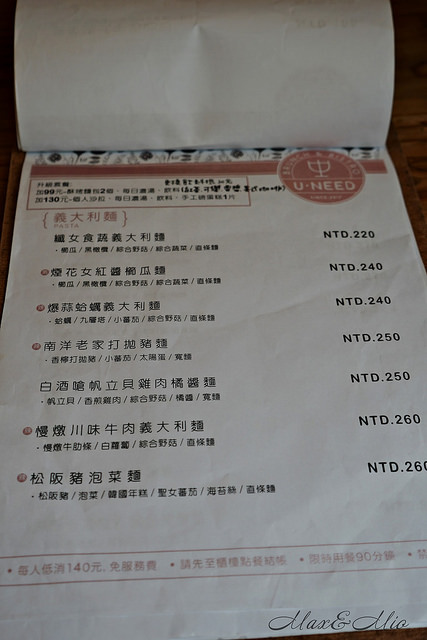 BRUNCH & BISTRO
U·NEED
升級套餐:
加99元-酥烤麵包2個、每日濃湯、飲料
加130元-個人沙拉、每日濃湯、飲料、手工磅蛋糕1片
{義大利麵}
PASTA
纖女食蔬義大利麵 NTD.220
·櫛瓜/黑橄欖/綜合野菇/綜合蔬菜/直條麵
煙花女紅醬櫛瓜麵 NTD.240
·櫛瓜/黑橄欖/綜合野菇/綜合蔬菜/直條麵
爆蒜蛤蠣義大利麵 NTD.240
·蛤蠣/九層塔/小蕃茄/綜合野菇/直條麵
南洋老家打拋豬麵 NTD.250
·香檸打拋豬/小蕃茄/太陽蛋/寬麵
白酒嗆帆立貝雞肉橘醬麵 NTD.250
·帆立貝/香煎雞肉/綜合野菇/橘醬/寬麵
慢燉川味牛肉義大利麵 NTD.260
·慢燉牛肋條/白蘿蔔/綜合野菇/直條麵
松阪豬泡菜麵 NTD.260
·松阪豬/泡菜/韓國年糕/聖女蕃茄/海苔絲/直條麵
•每人低消140元,免服務費 •請先至櫃檯點餐結帳 •限時用餐90分鐘 •禁
Max&Mio